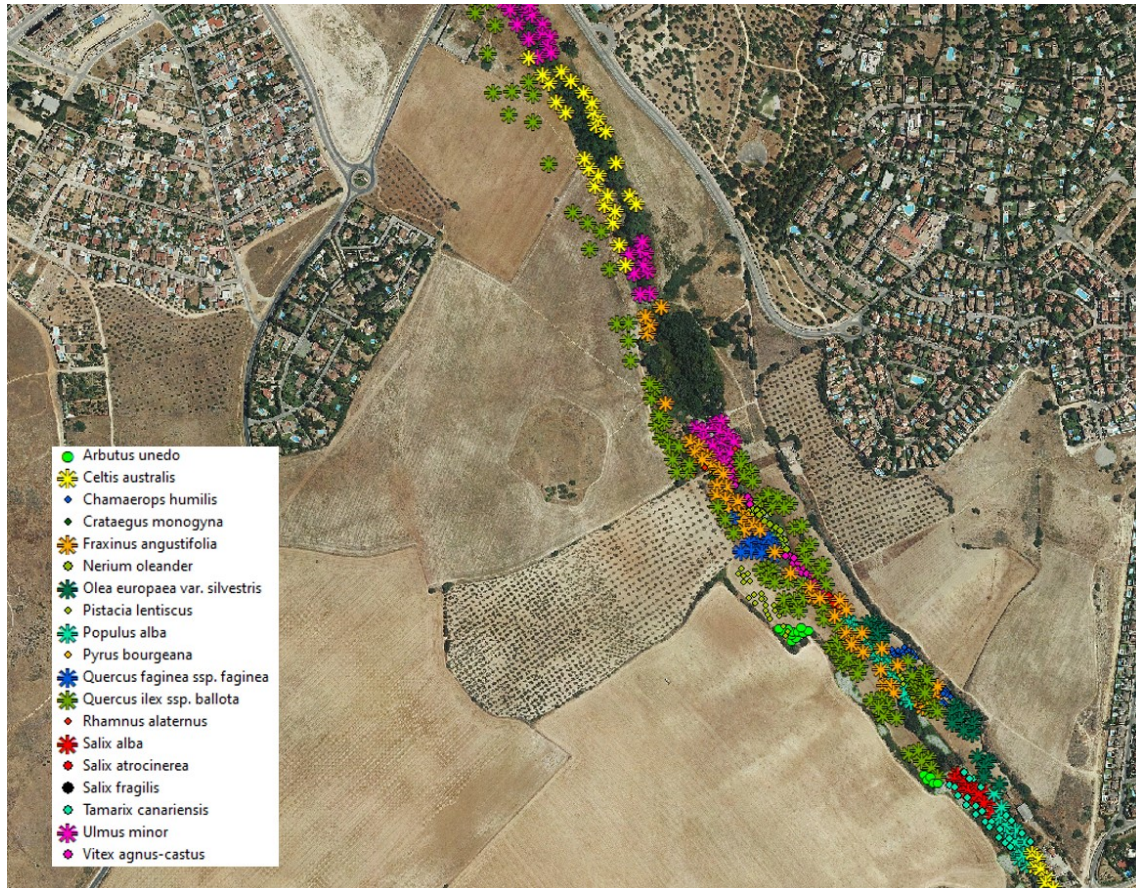 Arbutus unedo
Celtis australis
Chamaerops humilis
Crataegus monogyna
Fraxinus angustifolia
Nerium oleander
Olea europaea var. silvestris
Pistacia lentiscus
Populus alba
Pyrus bourgeana
Quercus faginea ssp. faginea
Quercus ilex ssp. ballota
Rhamnus alaternus
Salix alba
Salix atrocinerea
Salix fragilis
Tamarix canariensis
Ulmus minor
Vitex agnus-castus